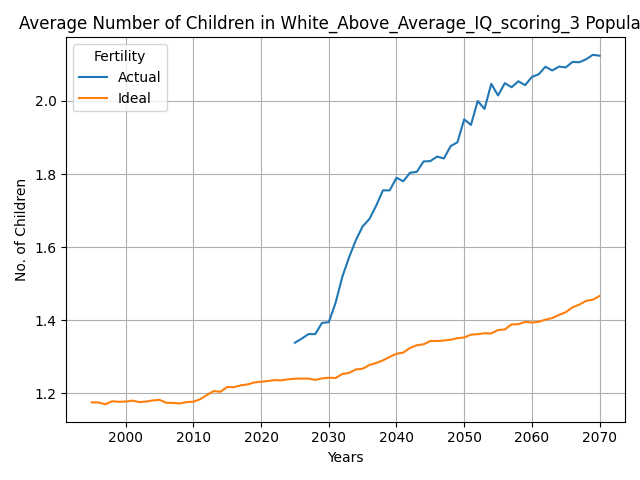 Average Number of Children in White_Above_Average_IQ_scoring_3 Popula
Fertility
Actual
Ideal
No. of Children
2.0
1.8
1.6
1.4
1.2
2000 2010 2020 2030 2040 2050 2060 2070
Years